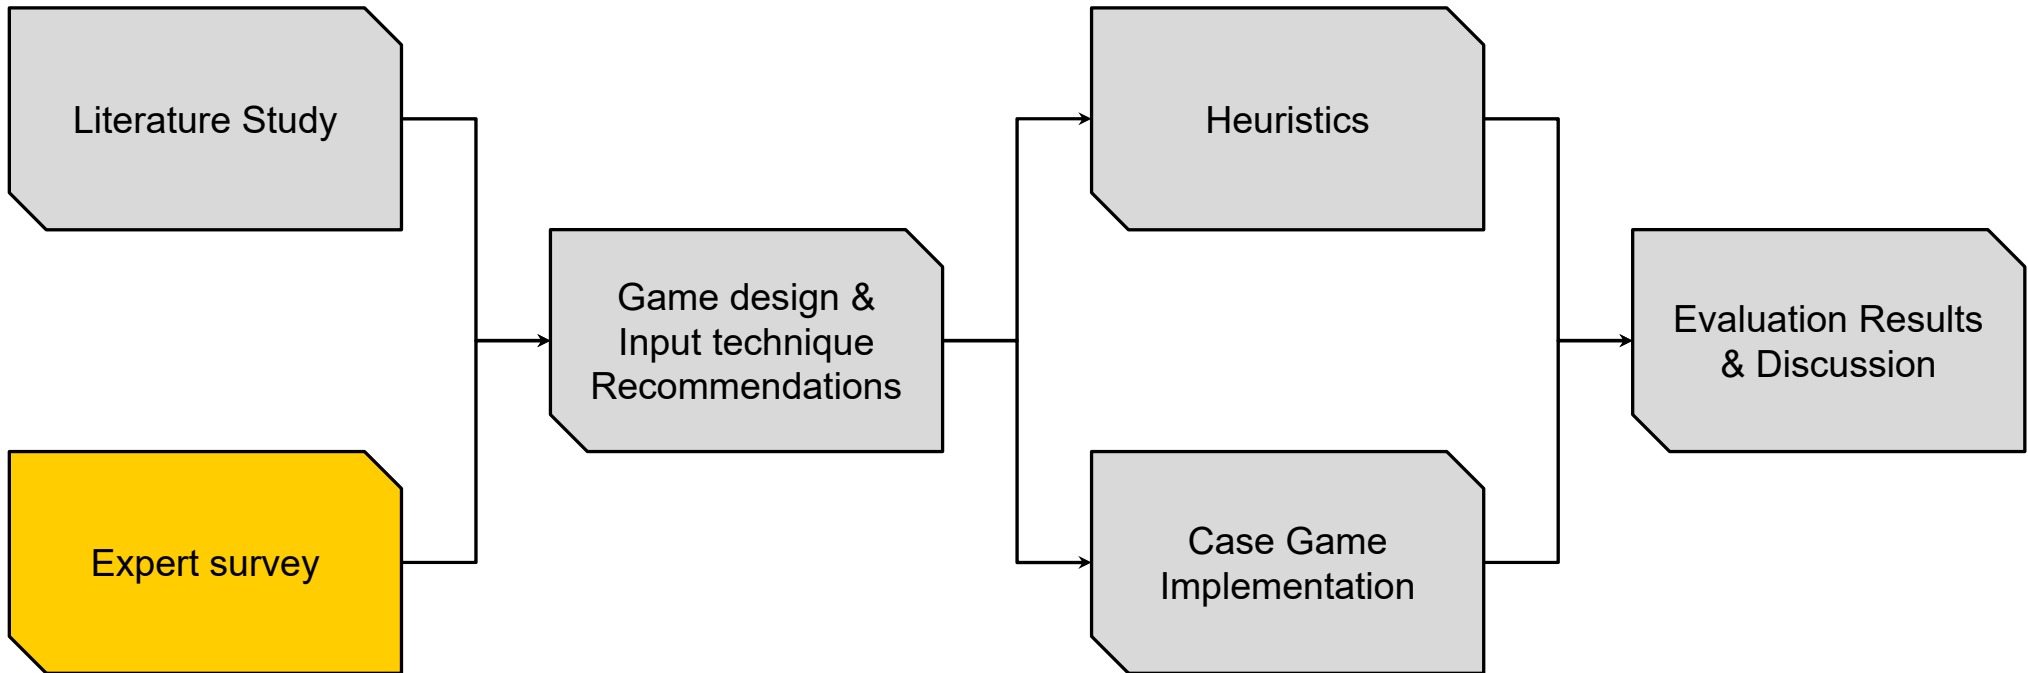 Literature Study
Expert survey
Game design &
Input technique
Recommendations
Heuristics
Case Game
Implementation
Evaluation Results
& Discussion